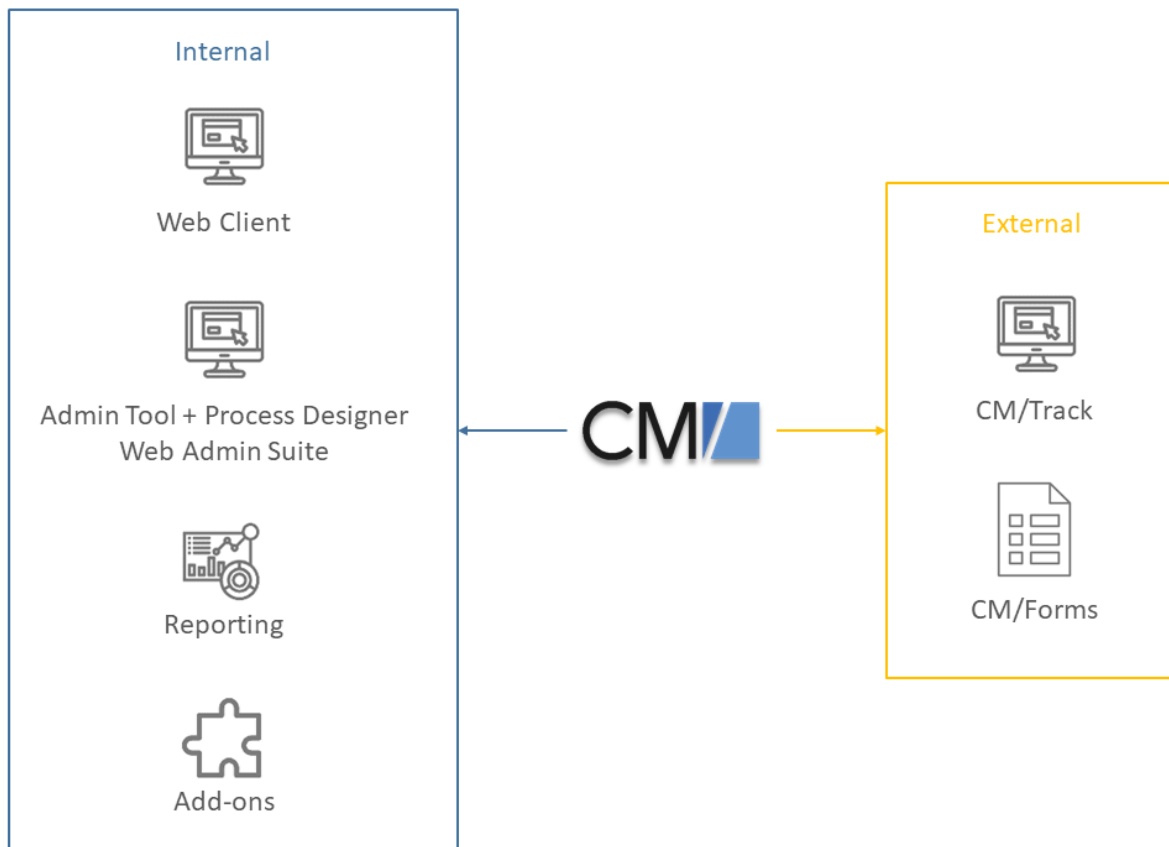 Internal
Web Client
Admin Tool + Process Designer
Web Admin Suite
Reporting
Add-ons
CM/
External
CM/Track
CM/Forms